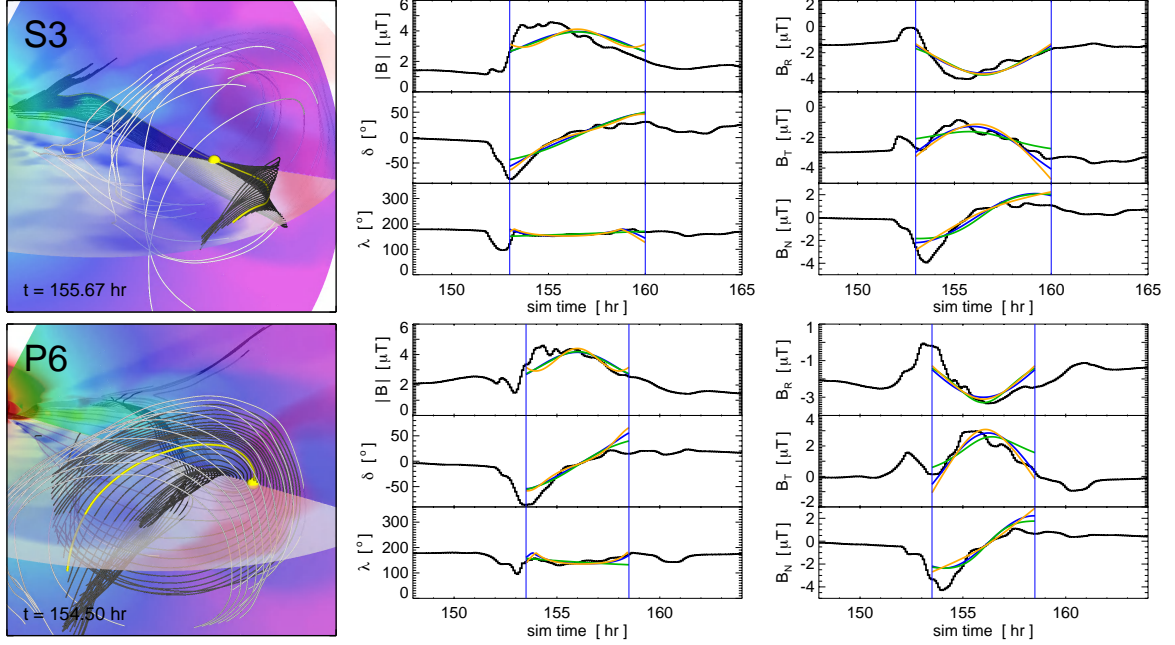 S3
t = 155.67 hr
|B| [μT]
6
4
2
0
δ [°]
50
0
-50
λ [°]
300
200
100
0
150 155 160 165
sim time [ hr ]
B_R [μT]
0
-2
-4
B_T [μT]
0
-2
-4
B_N [μT]
2
0
-2
-4
150 155 160 165
sim time [ hr ]
P6
t = 154.50 hr
|B| [μT]
6
4
2
0
δ [°]
50
0
-50
λ [°]
300
200
100
0
150 155 160
sim time [ hr ]
B_R [μT]
1
-1
-3
B_T [μT]
4
2
0
-2
B_N [μT]
2
0
-2
-4
150 155 160
sim time [ hr ]